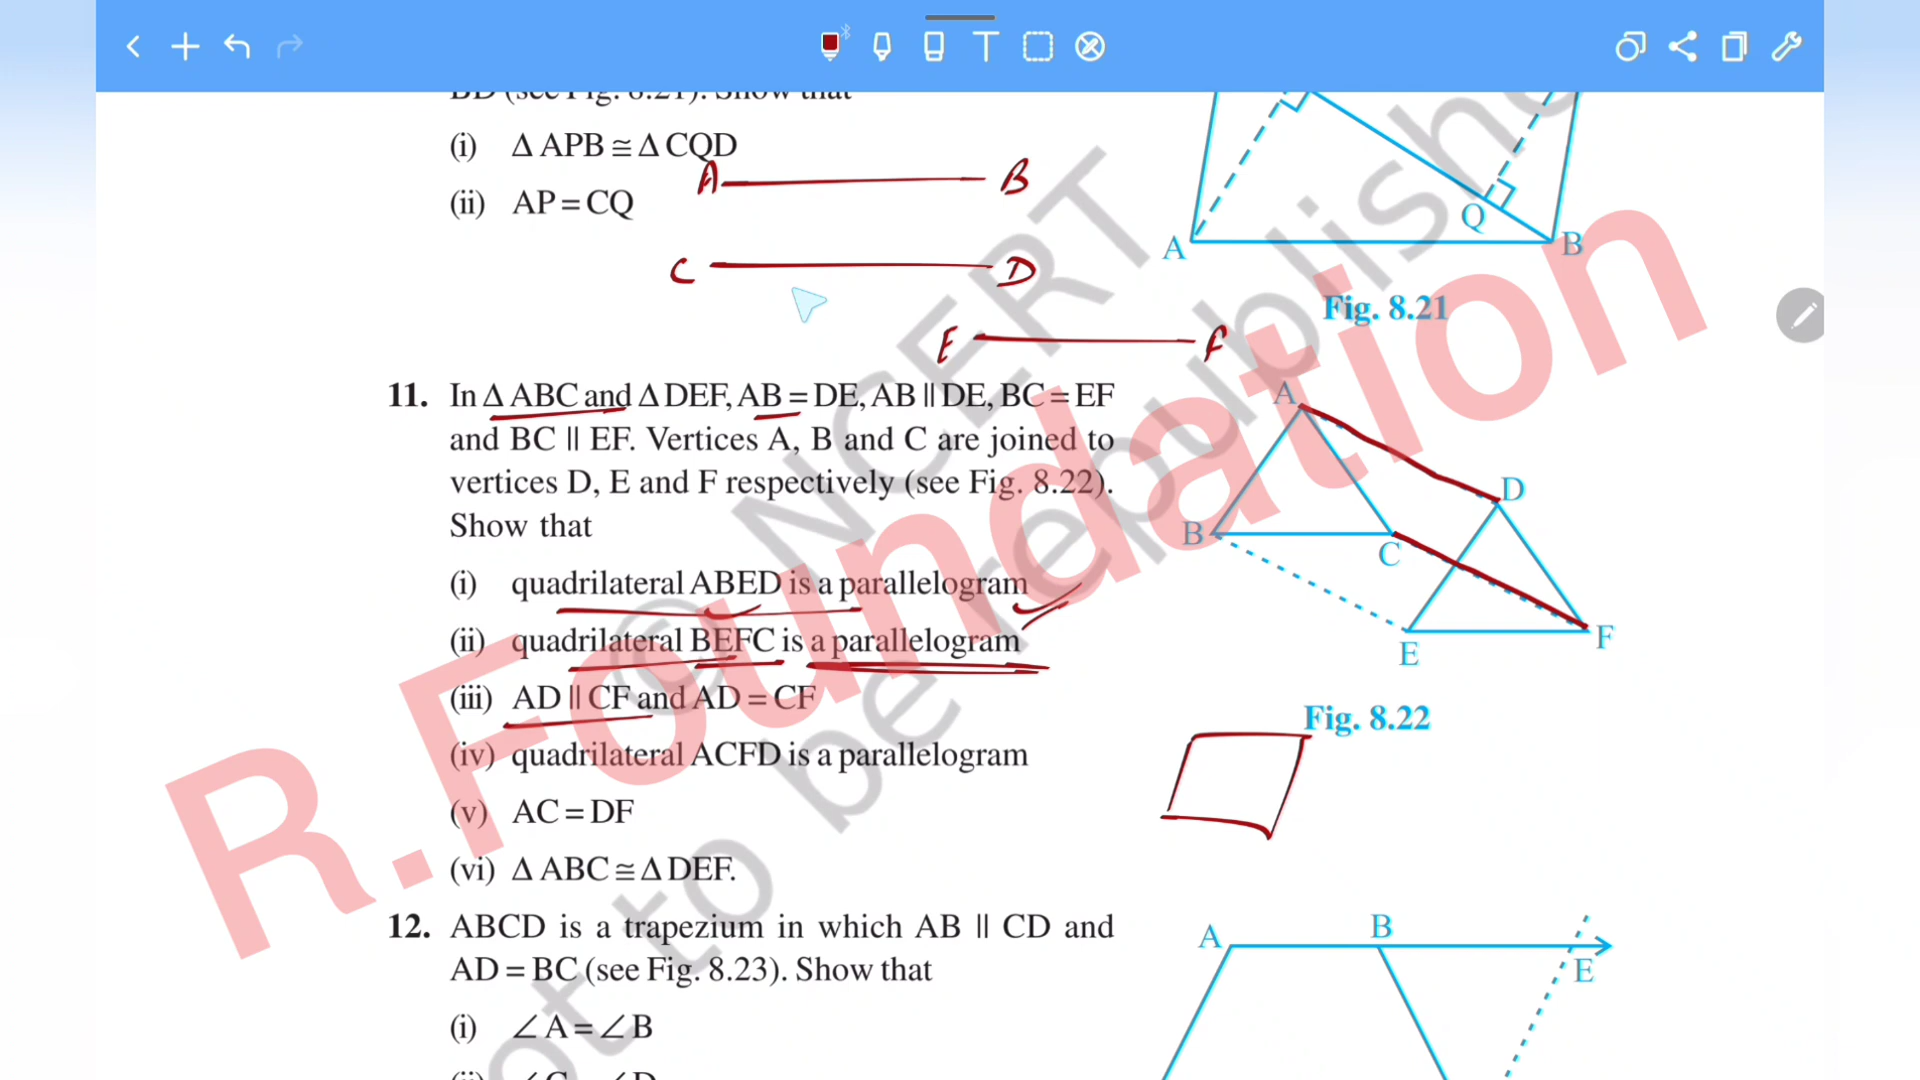 BD (see Fig. 8.21). Show that
(i) Δ APB ≅ Δ CQD
(ii) AP = CQ
A B
C D
E F
A Q B
Fig. 8.21
11. In Δ ABC and Δ DEF, AB = DE, AB || DE, BC = EF
and BC || EF. Vertices A, B and C are joined to
vertices D, E and F respectively (see Fig. 8.22).
Show that
(i) quadrilateral ABED is a parallelogram
(ii) quadrilateral BEFC is a parallelogram
(iii) AD || CF and AD = CF
(iv) quadrilateral ACFD is a parallelogram
(v) AC = DF
(vi) Δ ABC ≅ Δ DEF.
A
D
B
C
E
F
Fig. 8.22
12. ABCD is a trapezium in which AB || CD and
AD = BC (see Fig. 8.23). Show that
(i) ∠ A = ∠ B
A B
E
R.Foundation
© NCERT
not to be republished